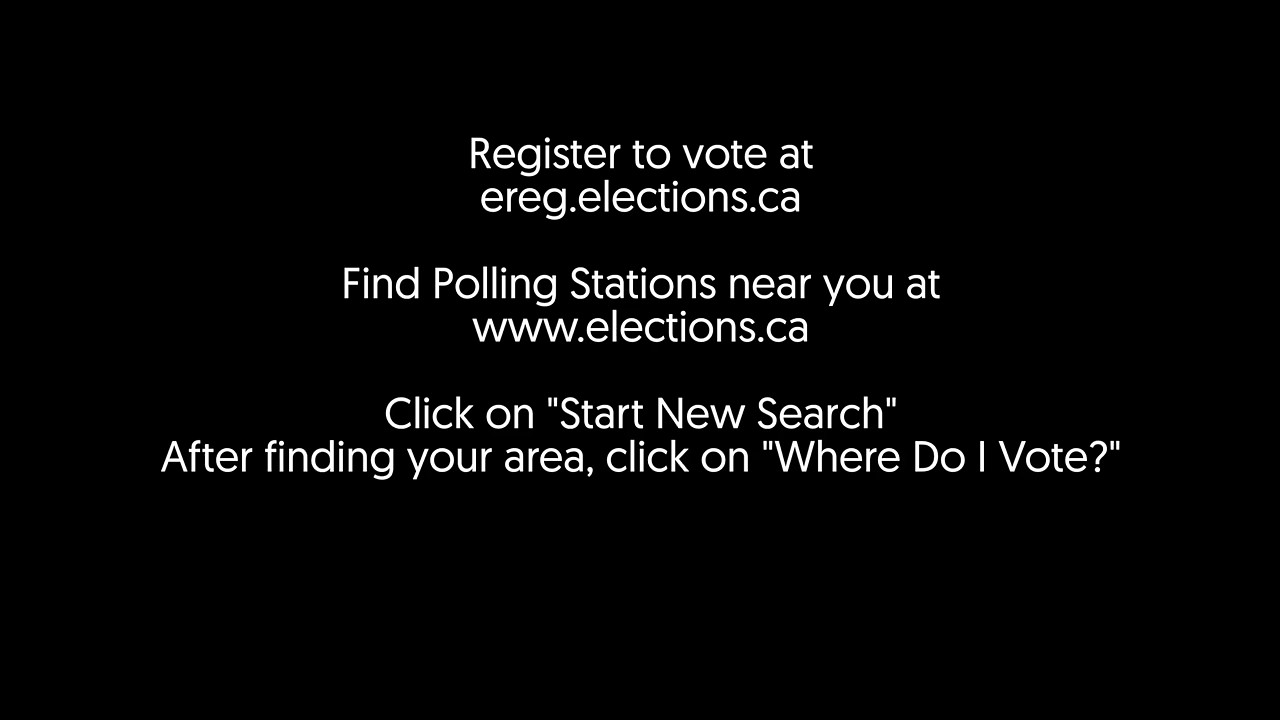 Register to vote at
ereg.elections.ca
Find Polling Stations near you at
www.elections.ca
Click on "Start New Search"
After finding your area, click on "Where Do I Vote?"